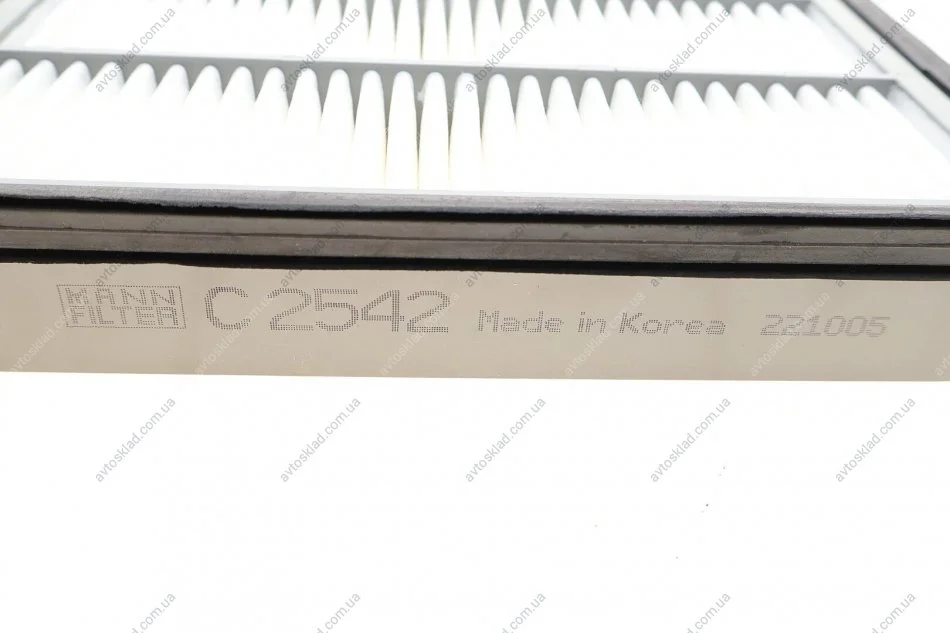 MANN
FILTER
C 2542 Made in Korea 221005
avtosklad.com.ua